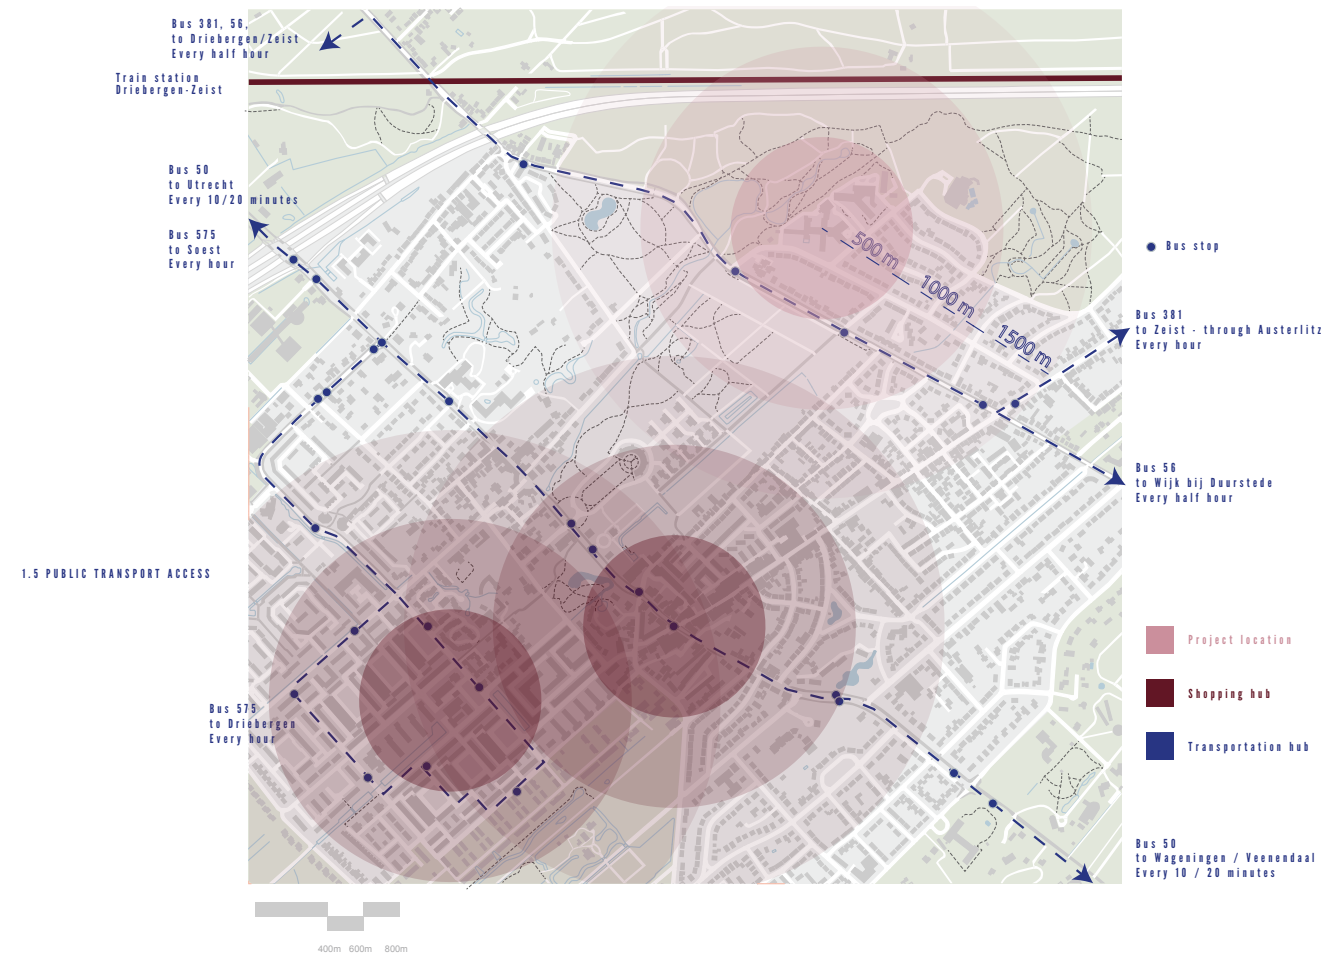 Bus 381, 56,
to Driebergen/Zeist
Every half hour
Train station
Driebergen-Zeist
Bus 50
to Utrecht
Every 10/20 minutes
Bus 575
to Soest
Every hour
500 m
1000 m
1500 m
Bus stop
Bus 381
to Zeist - through Austerlitz
Every hour
Bus 56
to Wijk bij Duurstede
Every half hour
1.5 PUBLIC TRANSPORT ACCESS
Project location
Shopping hub
Transportation hub
Bus 575
to Driebergen
Every hour
Bus 50
to Wageningen / Veenendaal
Every 10 / 20 minutes
400m 600m 800m